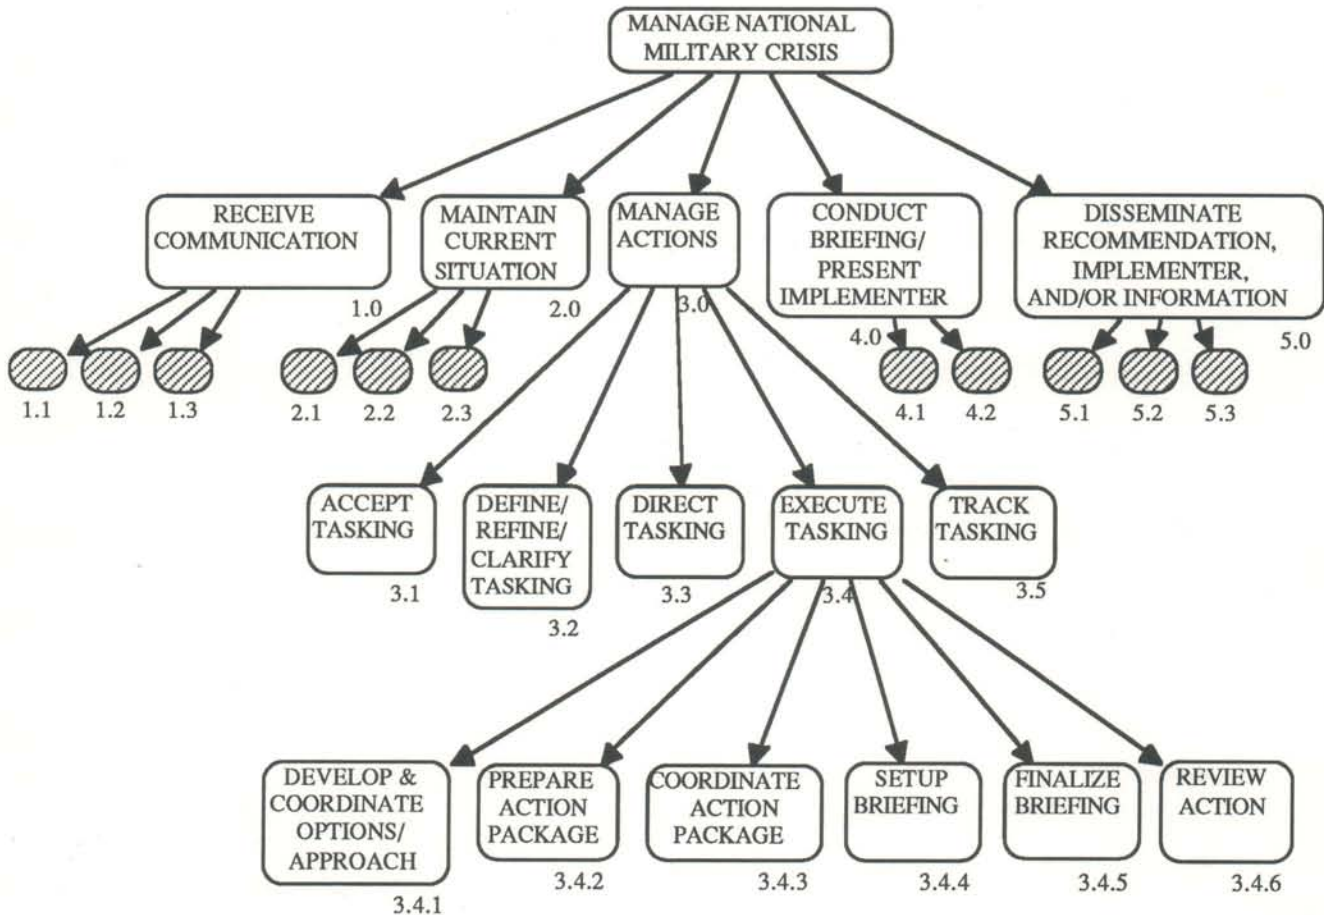 MANAGE NATIONAL
MILITARY CRISIS
RECEIVE
COMMUNICATION
1.0
MAINTAIN
CURRENT
SITUATION
2.0
MANAGE
ACTIONS
3.0
CONDUCT
BRIEFING/
PRESENT
IMPLEMENTER
4.0
DISSEMINATE
RECOMMENDATION,
IMPLEMENTER,
AND/OR INFORMATION
5.0
1.1
1.2
1.3
2.1
2.2
2.3
4.1
4.2
5.1
5.2
5.3
ACCEPT
TASKING
3.1
DEFINE/
REFINE/
CLARIFY
TASKING
3.2
DIRECT
TASKING
3.3
EXECUTE
TASKING
3.4
TRACK
TASKING
3.5
DEVELOP &
COORDINATE
OPTIONS/
APPROACH
3.4.1
PREPARE
ACTION
PACKAGE
3.4.2
COORDINATE
ACTION
PACKAGE
3.4.3
SETUP
BRIEFING
3.4.4
FINALIZE
BRIEFING
3.4.5
REVIEW
ACTION
3.4.6